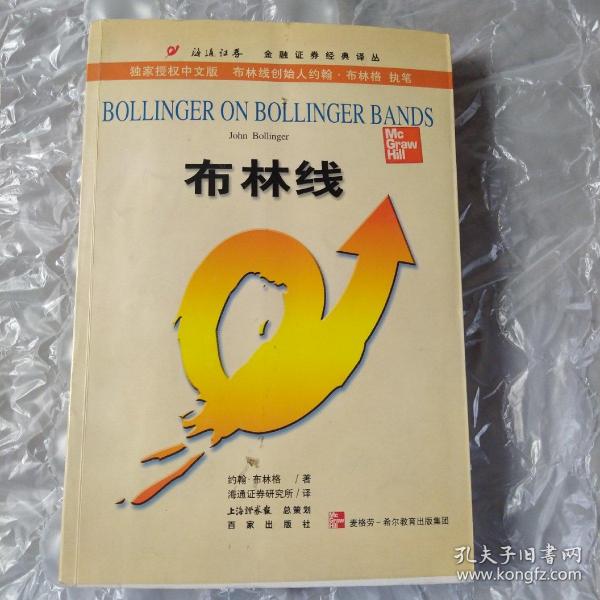 海通证券 金融证券经典译丛
独家授权中文版 布林线创始人约翰·布林格 执笔
BOLLINGER ON BOLLINGER BANDS
John Bollinger
Mc
Graw
Hill
布林线
约翰·布林格 /著
海通证券研究所/译
上海证券报 总策划
百家出版社
Mc
Graw
Hill
麦格劳-希尔教育出版集团
孔夫子旧书网
www.kongfz.com